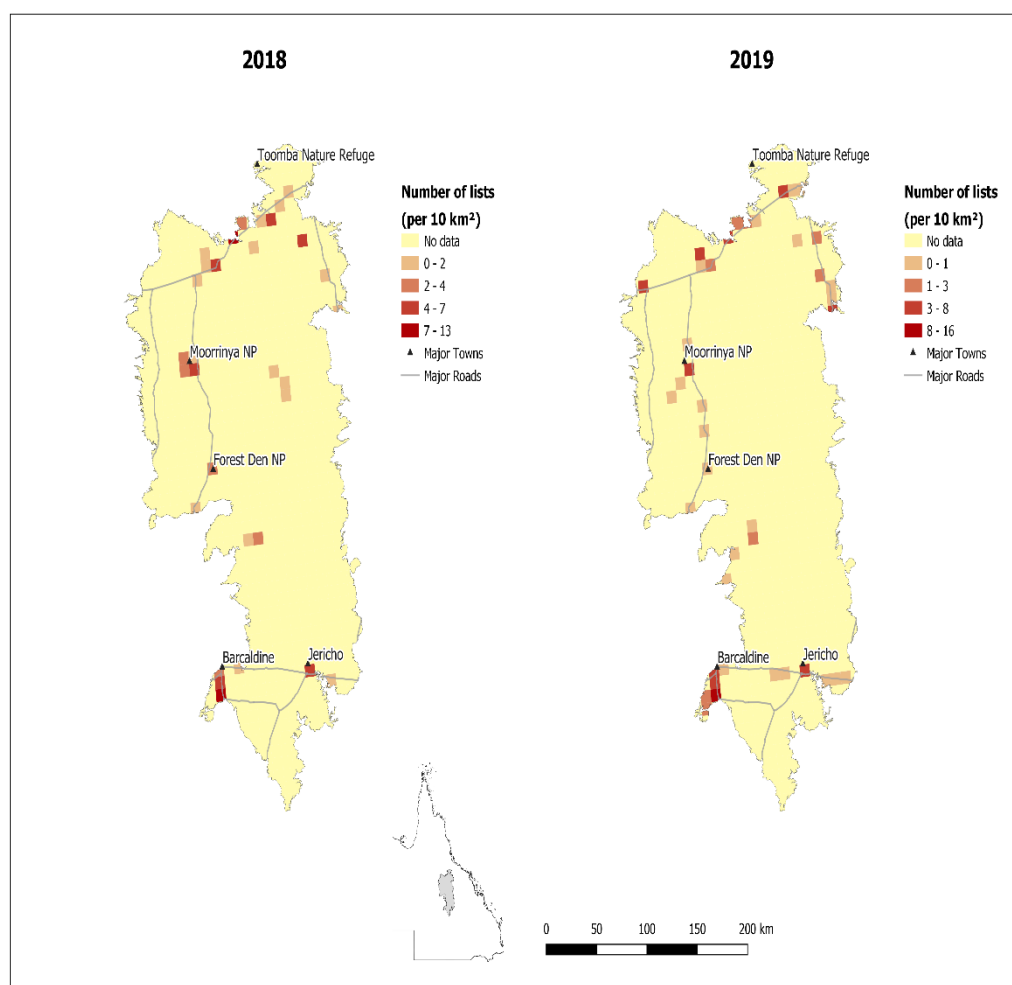 2018
Toomba Nature Refuge
Number of lists
(per 10 km²)
No data
0 - 2
2 - 4
4 - 7
7 - 13
Major Towns
Major Roads
Moorrinya NP
Forest Den NP
Barcaldine
Jericho
2019
Toomba Nature Refuge
Number of lists
(per 10 km²)
No data
0 - 1
1 - 3
3 - 8
8 - 16
Major Towns
Major Roads
Moorrinya NP
Forest Den NP
Barcaldine
Jericho
0 50 100 150 200 km